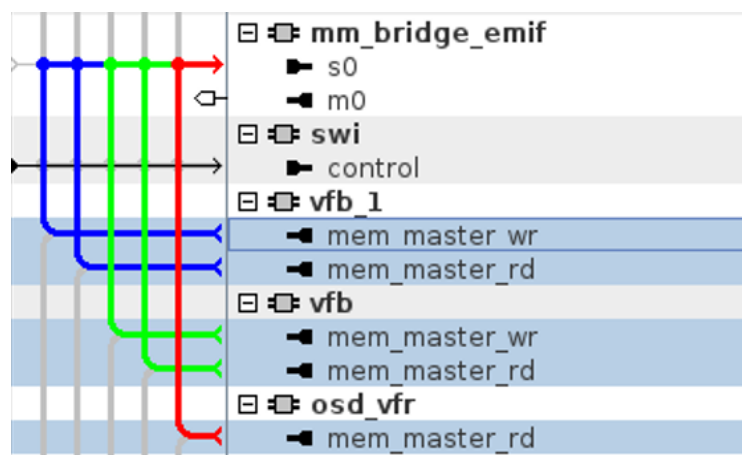 mm_bridge_emif
s0
m0
swi
control
vfb_1
mem_master_wr
mem_master_rd
vfb
mem_master_wr
mem_master_rd
osd_vfr
mem_master_rd